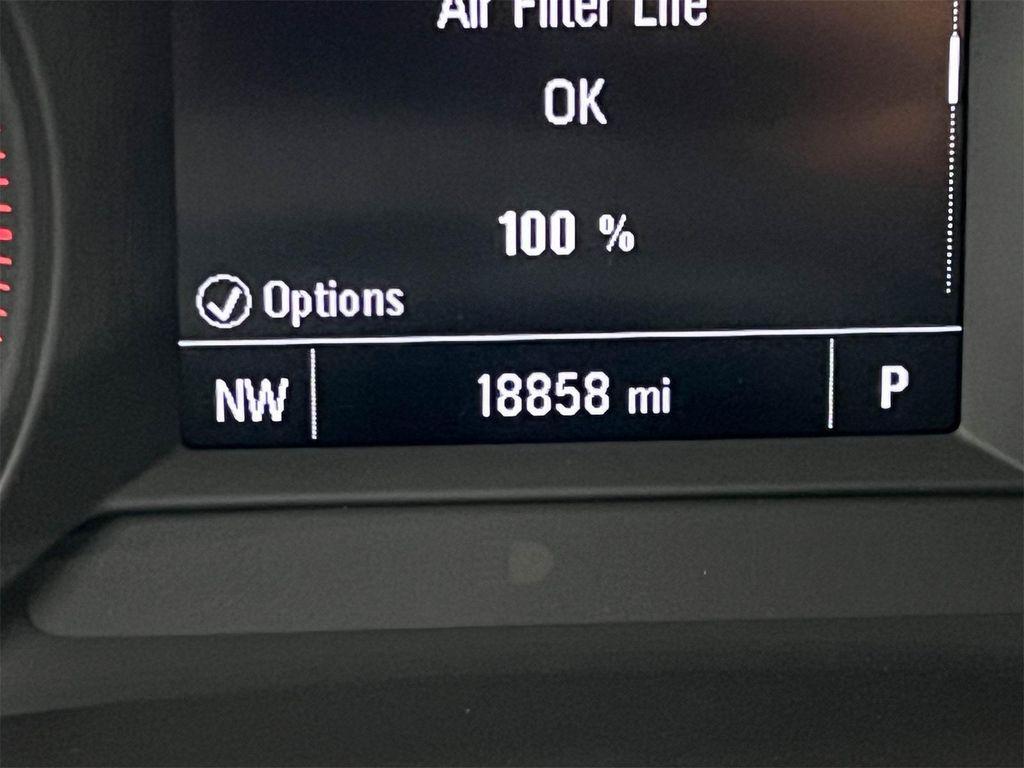 Air Filter Life
OK
100 %
Options
NW 18858 mi P